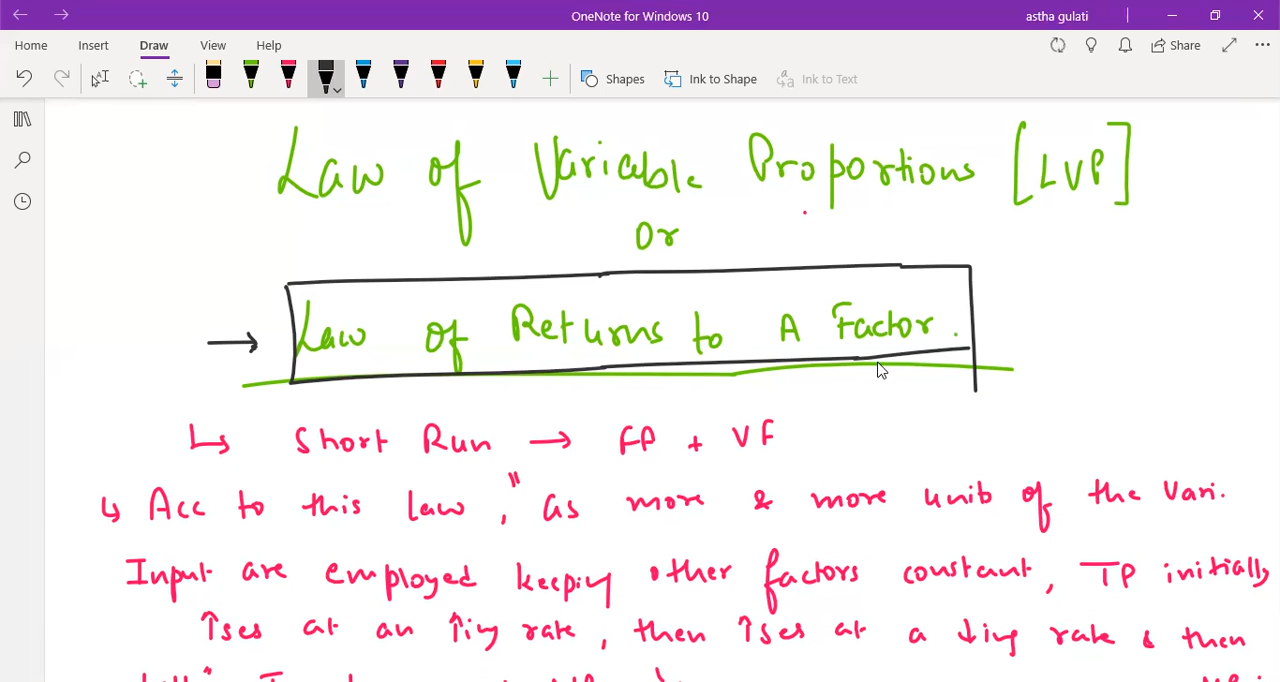 OneNote for Windows 10
astha gulati
Home Insert Draw View Help
Share
Shapes Ink to Shape Ink to Text
Law of Variable Proportions [LVP]
Or
→ Law of Returns to A Factor.
↳ Short Run → FP + VF
↳ Acc to this law, " as more & more unit of the Vari.
Input are employed keeping other factors constant, TP initially
↑ses at an ↑ing rate, then ↑ses at a ↓ing rate & then